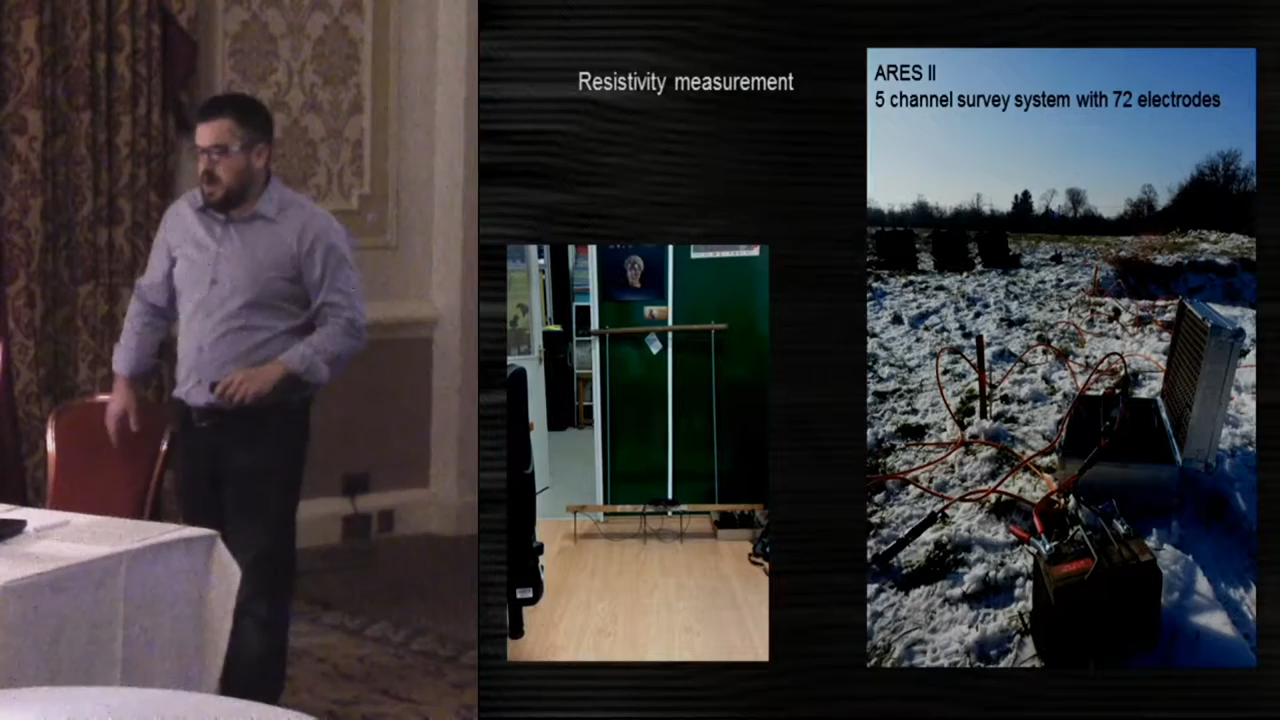 Resistivity measurement
ARES II
5 channel survey system with 72 electrodes